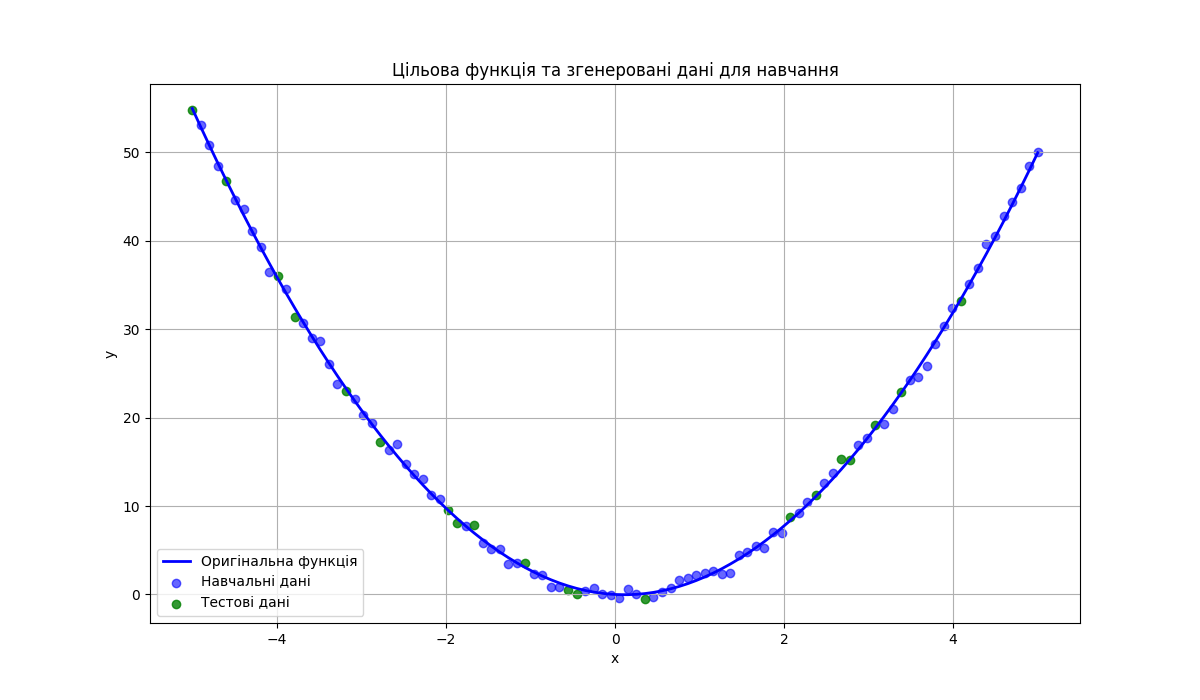 Цільова функція та згенеровані дані для навчання
50
40
30
20
10
0
y
−4
−2
0
2
4
x
Оригінальна функція
Навчальні дані
Тестові дані